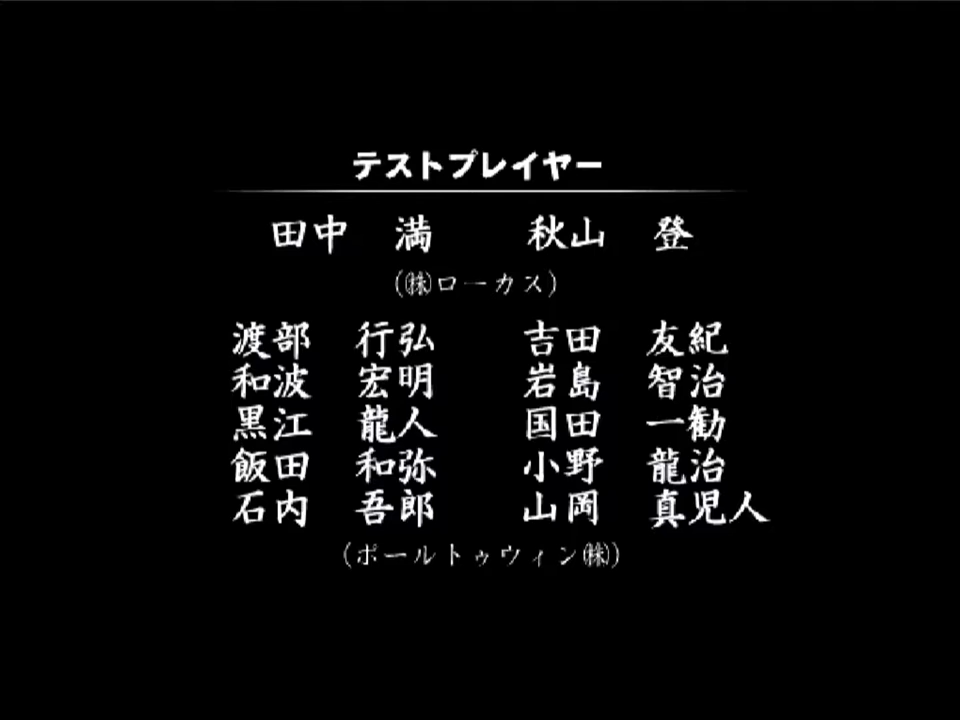 テストプレイヤー
田中 満 秋山 登
(㈱ローカス)
渡部 行弘 吉田 友紀
和波 宏明 岩島 智治
黒江 龍人 国田 一勧
飯田 和弥 小野 龍治
石内 吾郎 山岡 真児人
(ポールトゥウィン㈱)